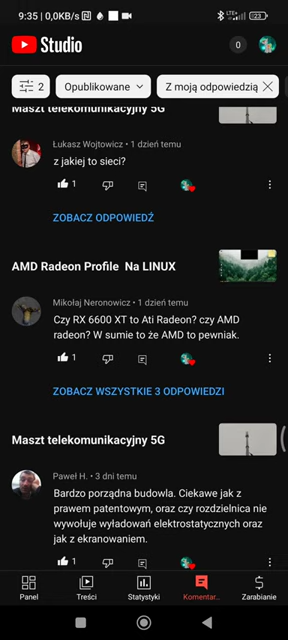 9:35 0,0KB/s LTE+ 23
Studio 0
2 Opublikowane Z moją odpowiedzią
Maszt telekomunikacyjny 5G
Łukasz Wojtowicz • 1 dzień temu
z jakiej to sieci?
1
ZOBACZ ODPOWIEDŹ
AMD Radeon Profile Na LINUX
Mikołaj Neronowicz • 1 dzień temu
Czy RX 6600 XT to Ati Radeon? czy AMD
radeon? W sumie to że AMD to pewniak.
1
ZOBACZ WSZYSTKIE 3 ODPOWIEDZI
Maszt telekomunikacyjny 5G
Paweł H. • 3 dni temu
Bardzo porządna budowla. Ciekawe jak z
prawem patentowym, oraz czy rozdzielnica nie
wywołuje wyładowań elektrostatycznych oraz
jak z ekranowaniem.
1
Panel Treści Statystyki Komentar... Zarabianie